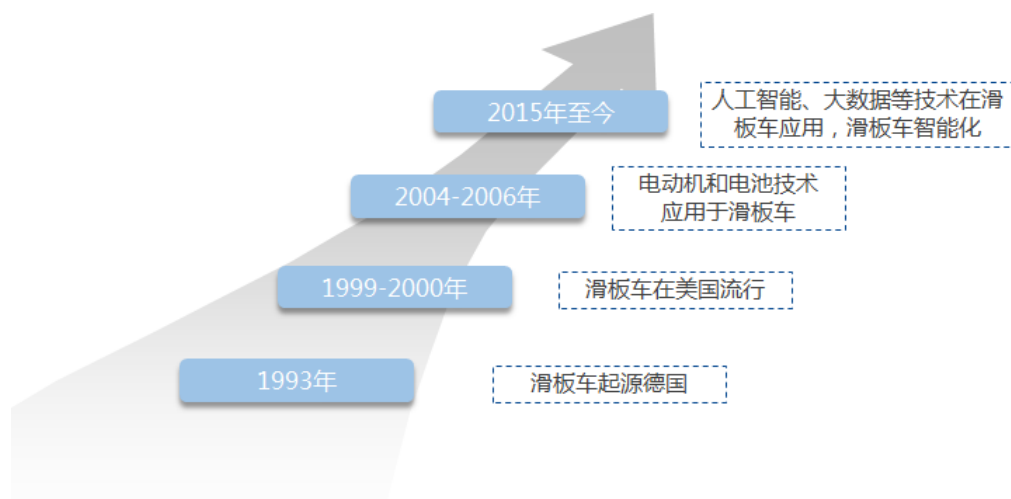 2015年至今
人工智能、大数据等技术在滑
板车应用，滑板车智能化
2004-2006年
电动机和电池技术
应用于滑板车
1999-2000年
滑板车在美国流行
1993年
滑板车起源德国